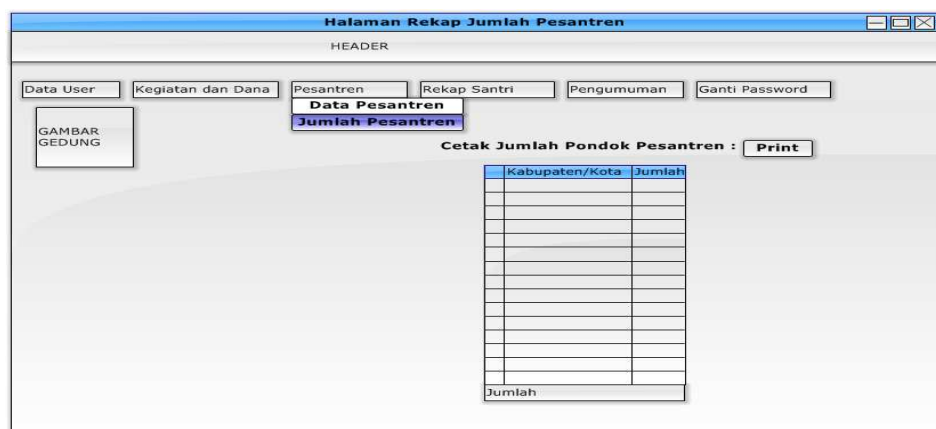 Halaman Rekap Jumlah Pesantren
HEADER
Data User Kegiatan dan Dana Pesantren Rekap Santri Pengumuman Ganti Password
Data Pesantren
Jumlah Pesantren
GAMBAR
GEDUNG
Cetak Jumlah Pondok Pesantren : Print
Kabupaten/Kota Jumlah
Jumlah